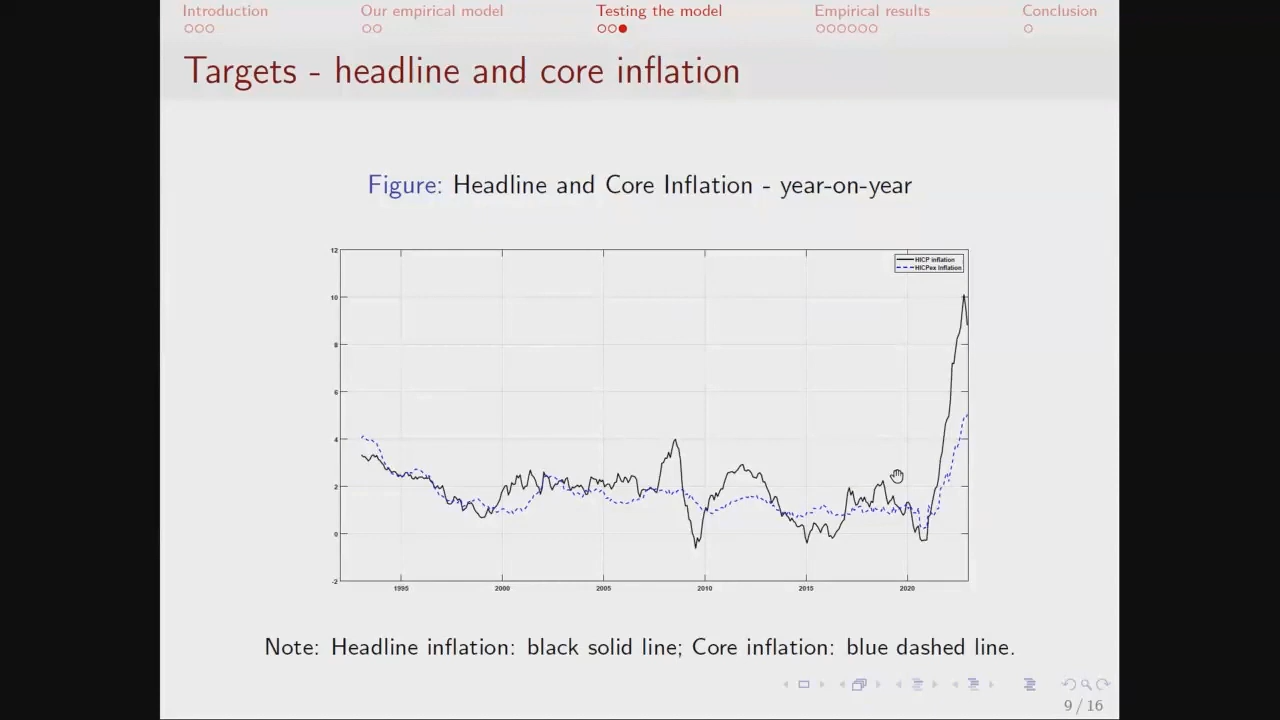 Introduction Our empirical model Testing the model Empirical results Conclusion
Targets - headline and core inflation
Figure: Headline and Core Inflation - year-on-year
12
HICP inflation
HICPex Inflation
10
8
6
4
2
0
-2
1995 2000 2005 2010 2015 2020
Note: Headline inflation: black solid line; Core inflation: blue dashed line.
9 / 16